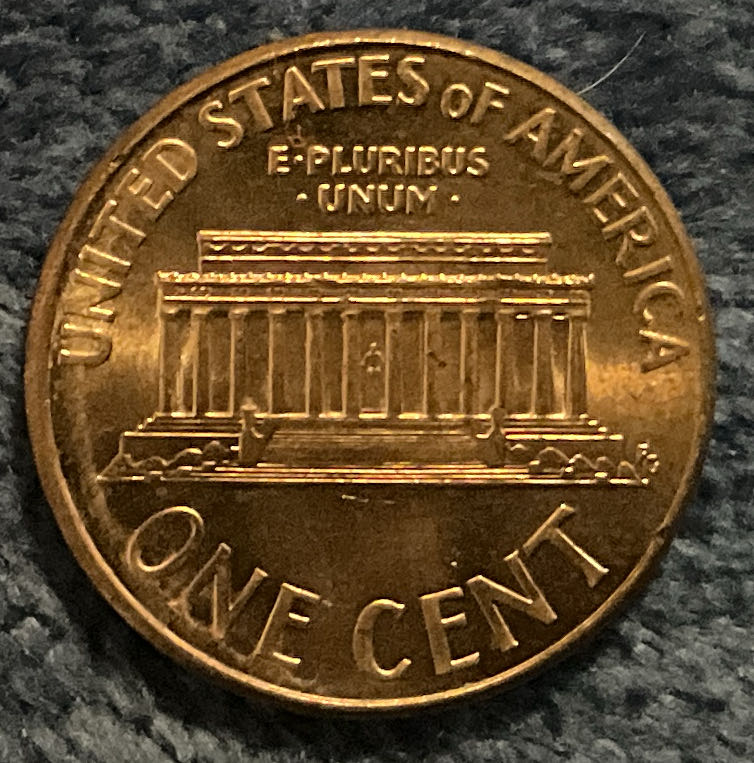 UNITED STATES OF AMERICA
E·PLURIBUS
·UNUM·
ONE CENT